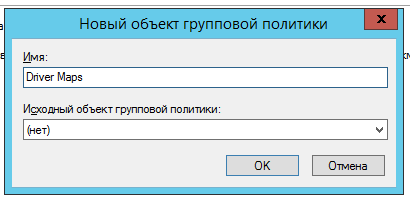 Новый объект групповой политики
x
Имя:
Driver Maps
Исходный объект групповой политики:
(нет)
OK
Отмена